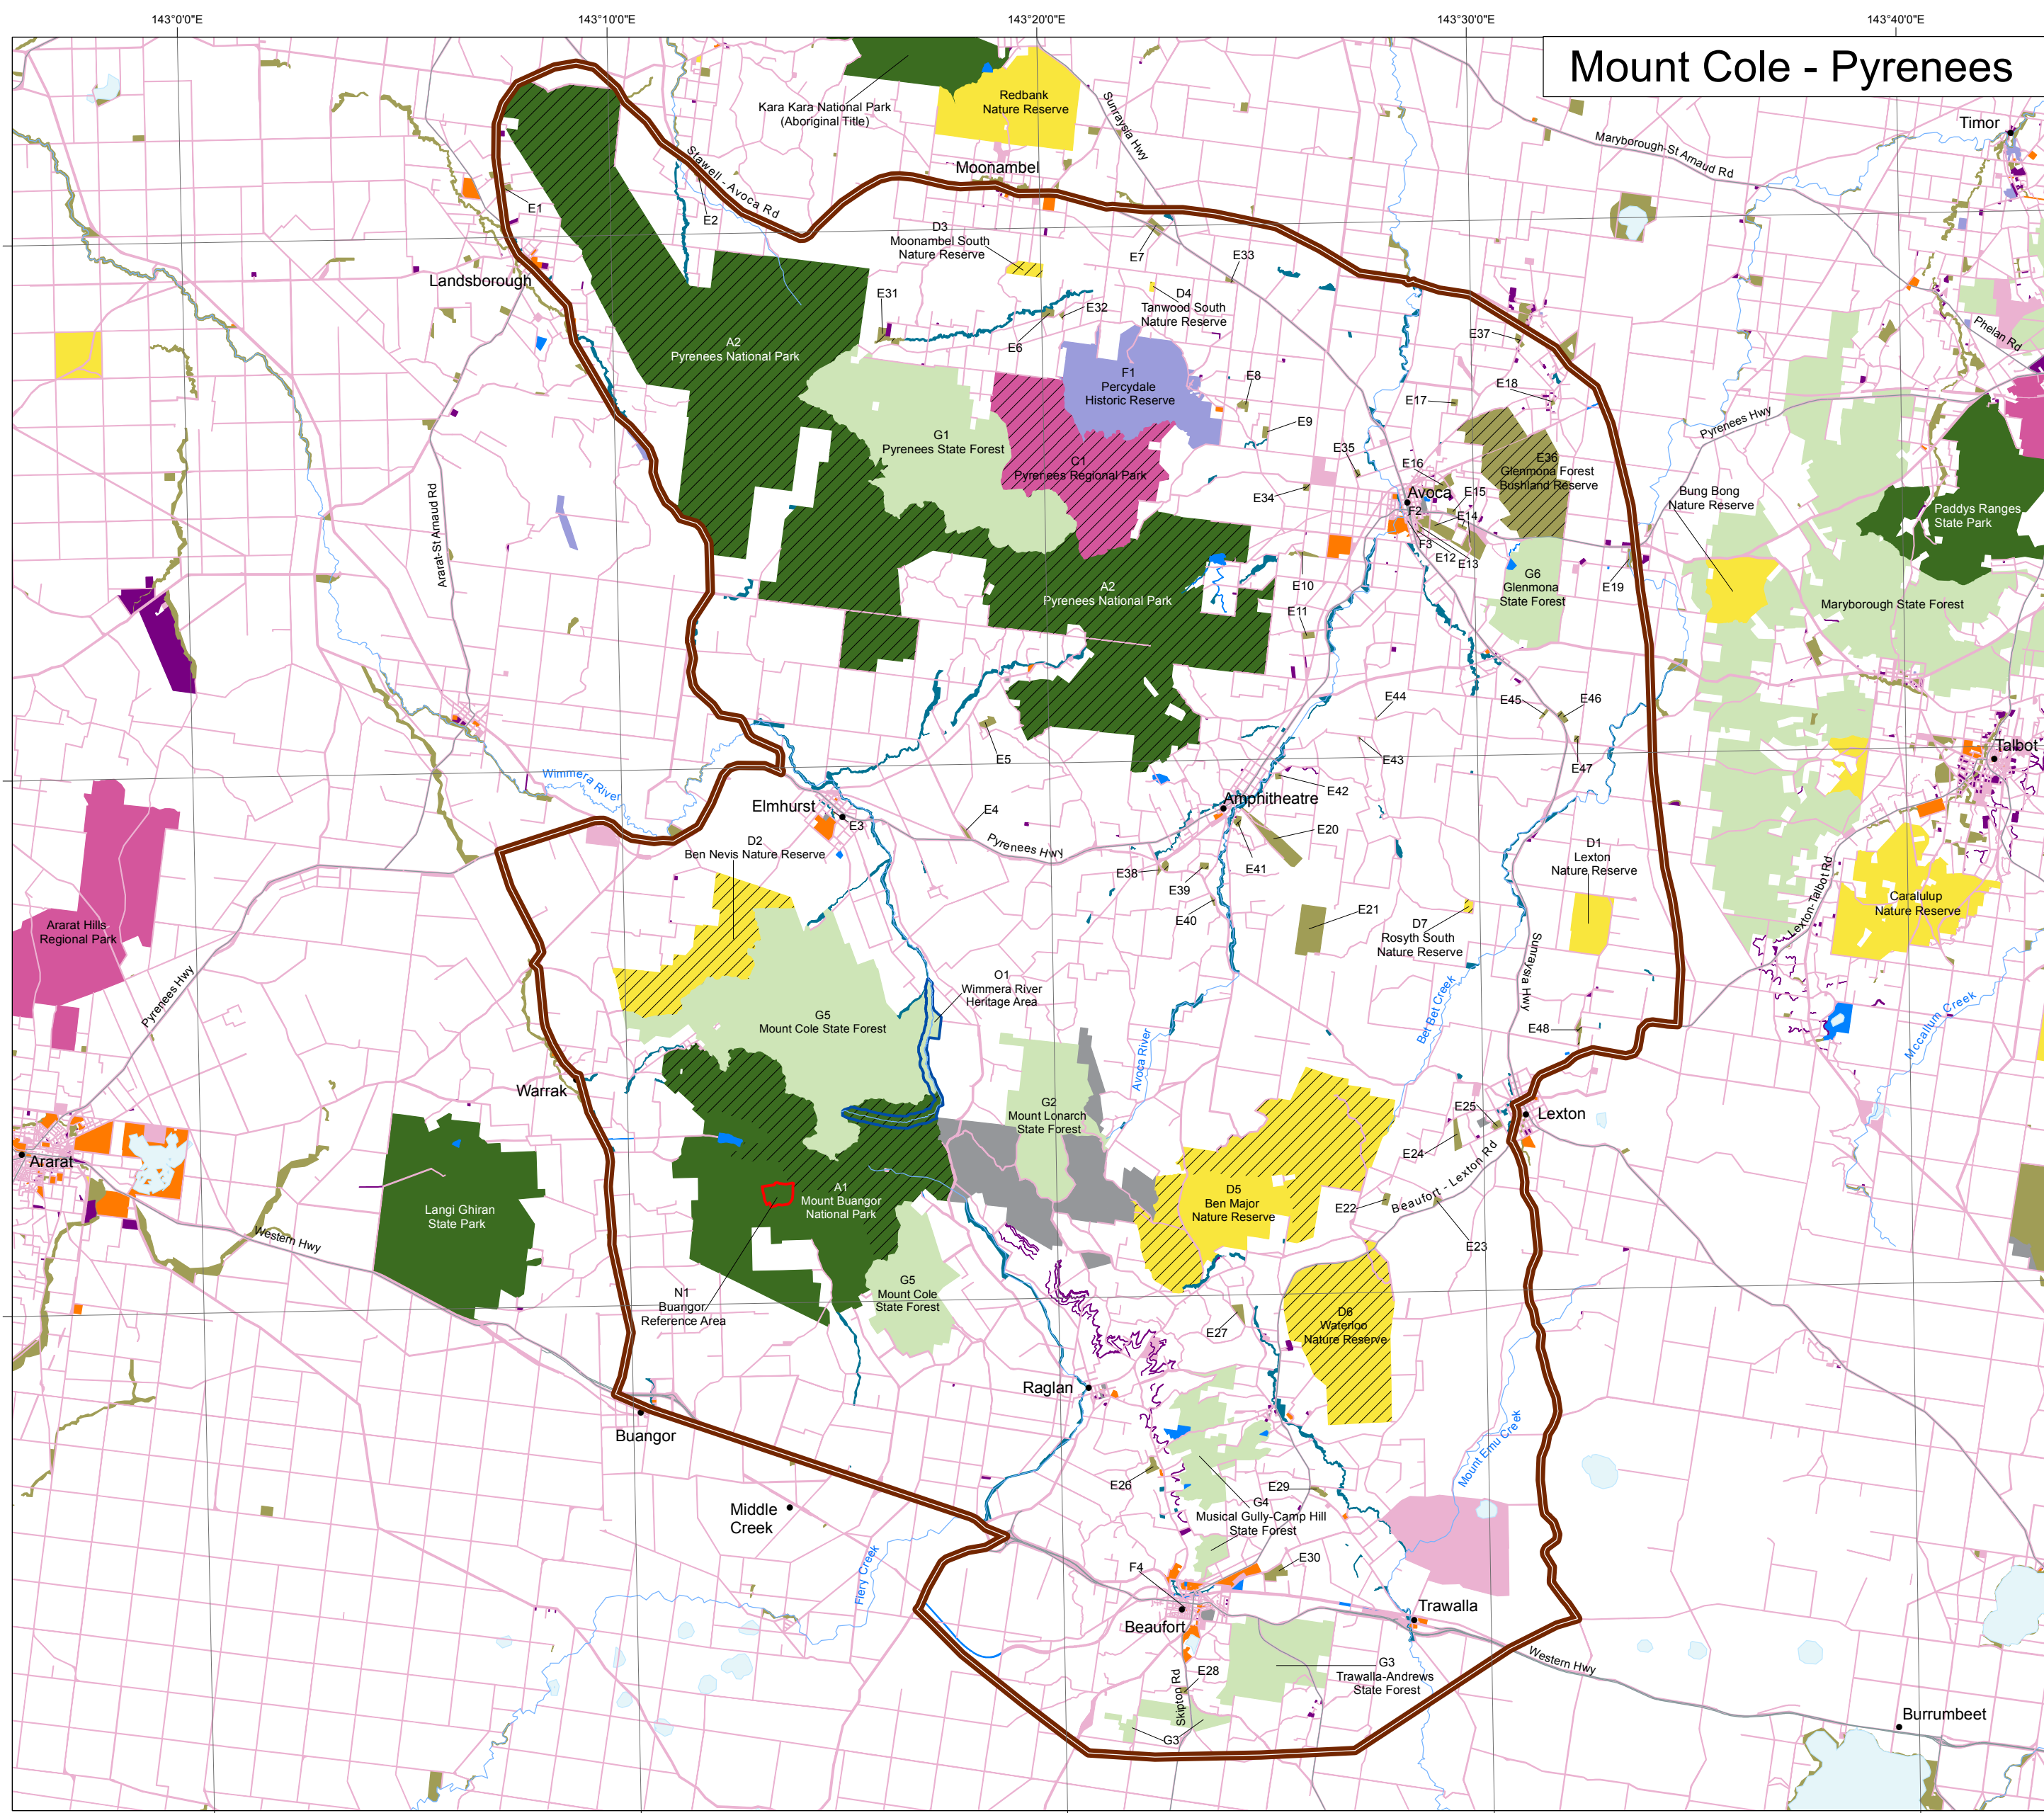 143°0'0"E
143°10'0"E
143°20'0"E
143°30'0"E
143°40'0"E
Mount Cole - Pyrenees
Kara Kara National Park
(Aboriginal Title)
Redbank
Nature Reserve
Sunraysia Hwy
Maryborough-St Arnaud Rd
Timor
Stawell - Avoca Rd
Moonambel
E1
E2
D3
Moonambel South
Nature Reserve
E7
E33
Landsborough
E31
E32
E6
D4
Tanwood South
Nature Reserve
E37
Phelan Rd
A2
Pyrenees National Park
F1
Percydale
Historic Reserve
E8
E18
E17
E9
Pyrenees Hwy
G1
Pyrenees State Forest
C1
Pyrenees Regional Park
E35
E16
E36
Glenmona Forest
Bushland Reserve
E34
Avoca
E15
F2
E14
F3
E12
E13
Bung Bong
Nature Reserve
Paddys Ranges
State Park
Ararat-St Arnaud Rd
A2
Pyrenees National Park
E10
E11
G6
Glenmona
State Forest
E19
Maryborough State Forest
E44
E45
E46
E5
E43
E47
Talbot
Wimmera River
Elmhurst
E3
E4
Pyrenees Hwy
Amphitheatre
E42
E20
D2
Ben Nevis Nature Reserve
E38
E39
E41
E40
D1
Lexton
Nature Reserve
Lexton-Talbot Rd
Caralulup
Nature Reserve
Ararat Hills
Regional Park
E21
D7
Rosyth South
Nature Reserve
Sunraysia Hwy
Pyrenees Hwy
O1
Wimmera River
Heritage Area
G5
Mount Cole State Forest
Bet Bet Creek
E48
Mccallum Creek
Avoca River
Warrak
G2
Mount Lonarch
State Forest
E25
Lexton
E24
Ararat
Langi Ghiran
State Park
A1
Mount Buangor
National Park
D5
Ben Major
Nature Reserve
E22
Beaufort - Lexton Rd
E23
Western Hwy
N1
Buangor
Reference Area
G5
Mount Cole
State Forest
E27
D6
Waterloo
Nature Reserve
Raglan
Buangor
Mount Emu Creek
E26
E29
Middle
Creek
G4
Musical Gully-Camp Hill
State Forest
Fiery Creek
F4
E30
Beaufort
Trawalla
Western Hwy
G3
Trawalla-Andrews
State Forest
E28
Skipton Rd
G3
Burrumbeet